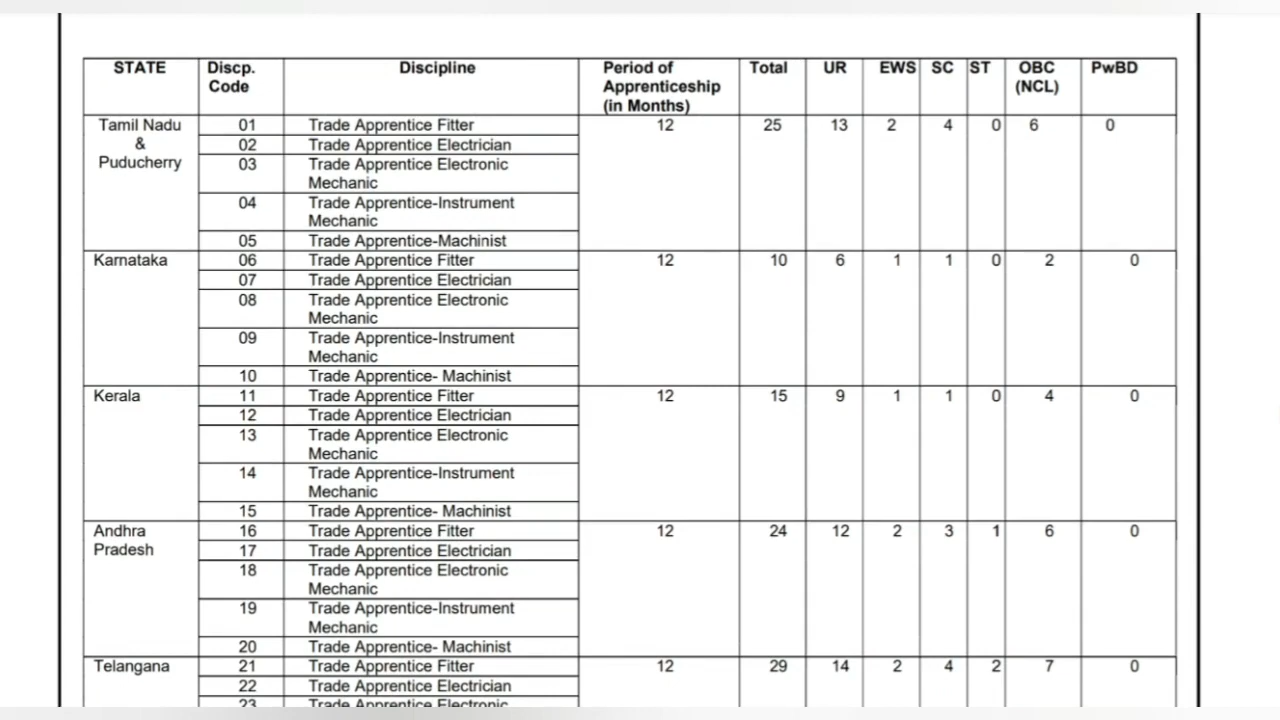 STATE Discp. Code Discipline Period of Apprenticeship (in Months) Total UR EWS SC ST OBC (NCL) PwBD
Tamil Nadu & Puducherry 01 Trade Apprentice Fitter 12 25 13 2 4 0 6 0
02 Trade Apprentice Electrician
03 Trade Apprentice Electronic Mechanic
04 Trade Apprentice-Instrument Mechanic
05 Trade Apprentice-Machinist
Karnataka 06 Trade Apprentice Fitter 12 10 6 1 1 0 2 0
07 Trade Apprentice Electrician
08 Trade Apprentice Electronic Mechanic
09 Trade Apprentice-Instrument Mechanic
10 Trade Apprentice- Machinist
Kerala 11 Trade Apprentice Fitter 12 15 9 1 1 0 4 0
12 Trade Apprentice Electrician
13 Trade Apprentice Electronic Mechanic
14 Trade Apprentice-Instrument Mechanic
15 Trade Apprentice- Machinist
Andhra Pradesh 16 Trade Apprentice Fitter 12 24 12 2 3 1 6 0
17 Trade Apprentice Electrician
18 Trade Apprentice Electronic Mechanic
19 Trade Apprentice-Instrument Mechanic
20 Trade Apprentice- Machinist
Telangana 21 Trade Apprentice Fitter 12 29 14 2 4 2 7 0
22 Trade Apprentice Electrician
23 Trade Apprentice Electronic